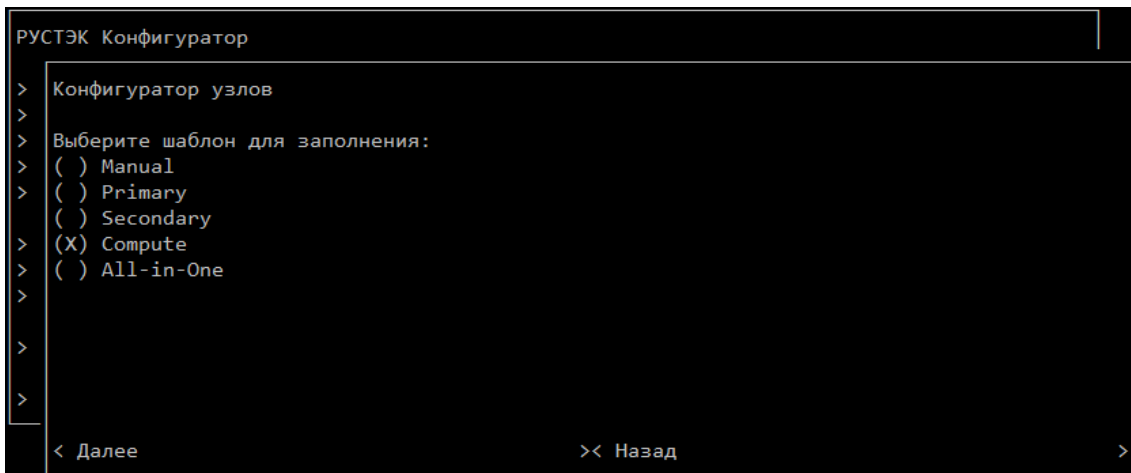 РУСТЭК Конфигуратор
> Конфигуратор узлов
>
> Выберите шаблон для заполнения:
> ( ) Manual
> ( ) Primary
( ) Secondary
> (X) Compute
> ( ) All-in-One
>
>
>
< Далее >< Назад >